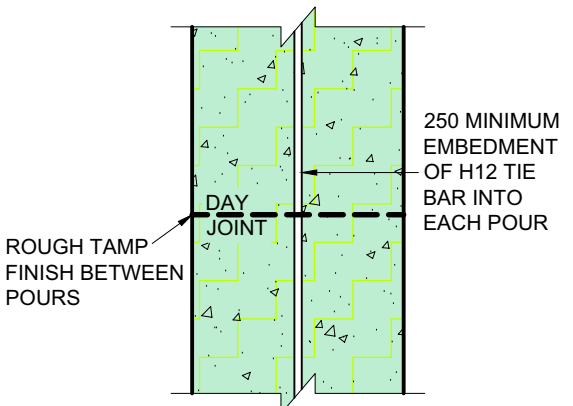 250 MINIMUM
EMBEDMENT
OF H12 TIE
BAR INTO
EACH POUR
DAY
JOINT
ROUGH TAMP
FINISH BETWEEN
POURS